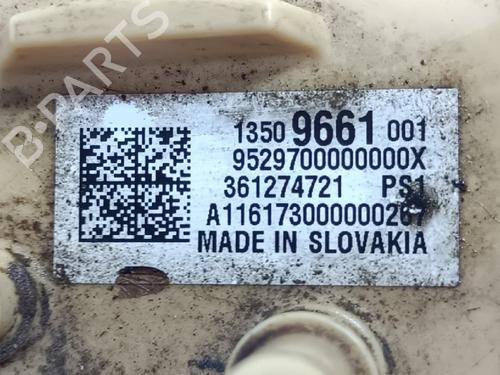 B-PARTS
1350 9661 001
9529700000000X
361274721 PS1
A116173000000267
MADE IN SLOVAKIA